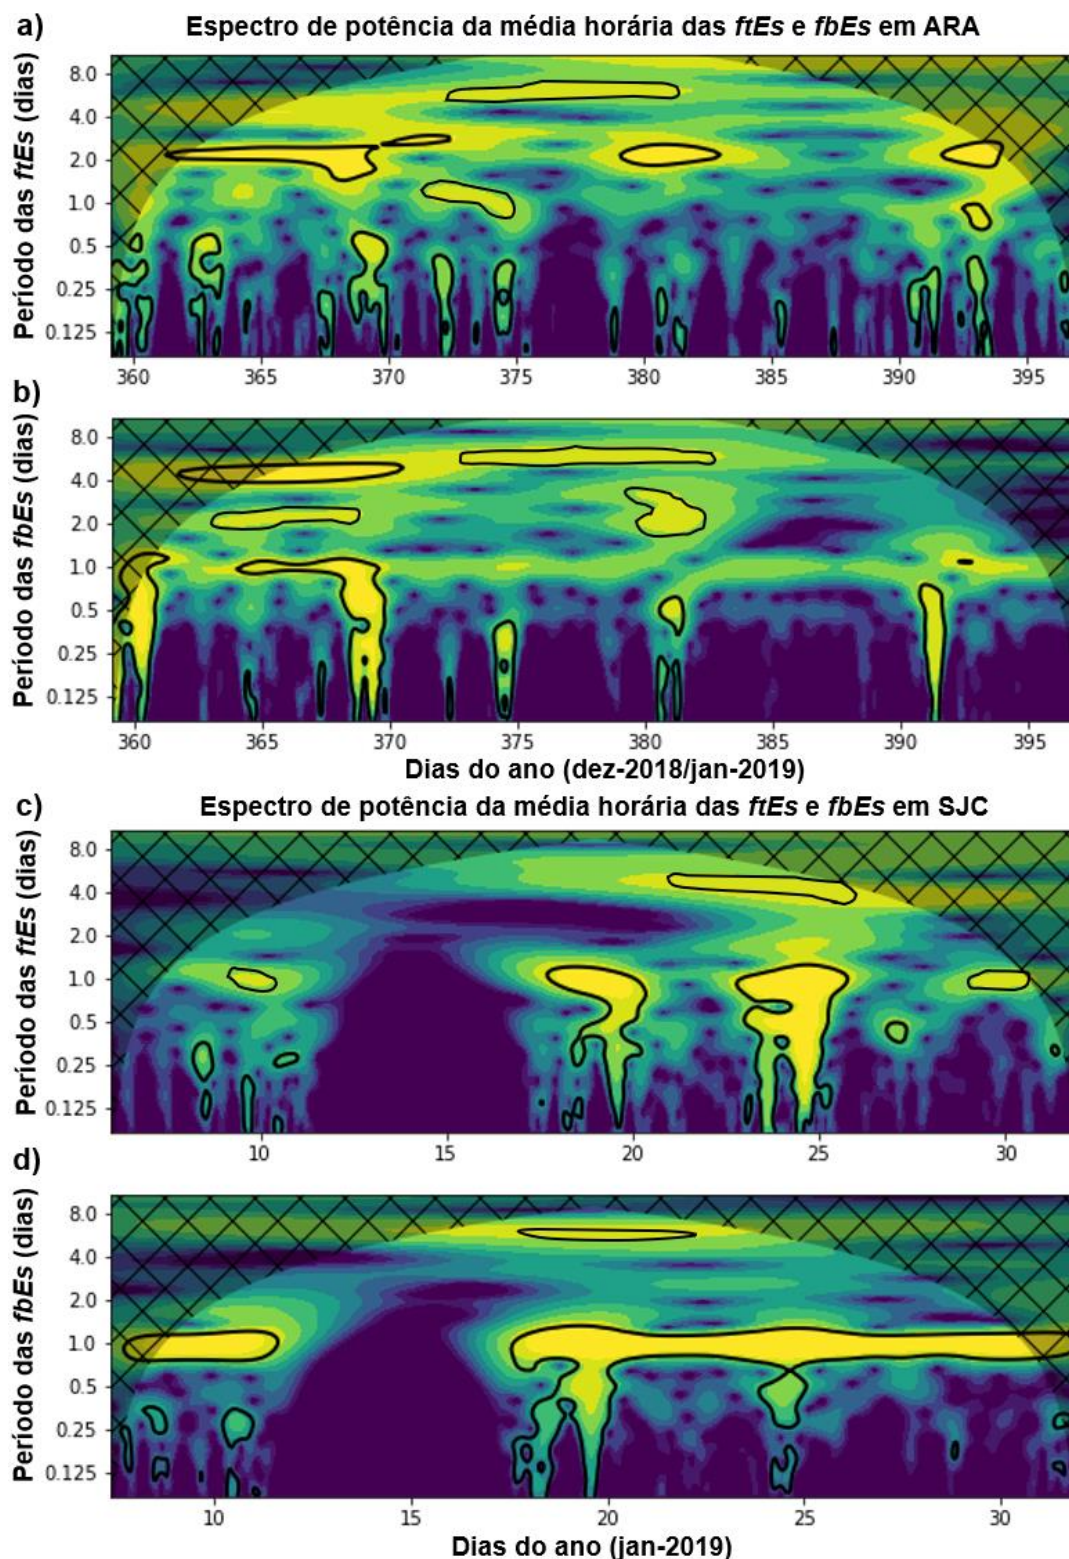 a)
Espectro de potência da média horária das ftEs e fbEs em ARA
Período das ftEs (dias)
8.0
4.0
2.0
1.0
0.5
0.25
0.125
360 365 370 375 380 385 390 395
b)
Período das fbEs (dias)
8.0
4.0
2.0
1.0
0.5
0.25
0.125
360 365 370 375 380 385 390 395
Dias do ano (dez-2018/jan-2019)
c)
Espectro de potência da média horária das ftEs e fbEs em SJC
Período das ftEs (dias)
8.0
4.0
2.0
1.0
0.5
0.25
0.125
10 15 20 25 30
d)
Período das fbEs (dias)
8.0
4.0
2.0
1.0
0.5
0.25
0.125
10 15 20 25 30
Dias do ano (jan-2019)